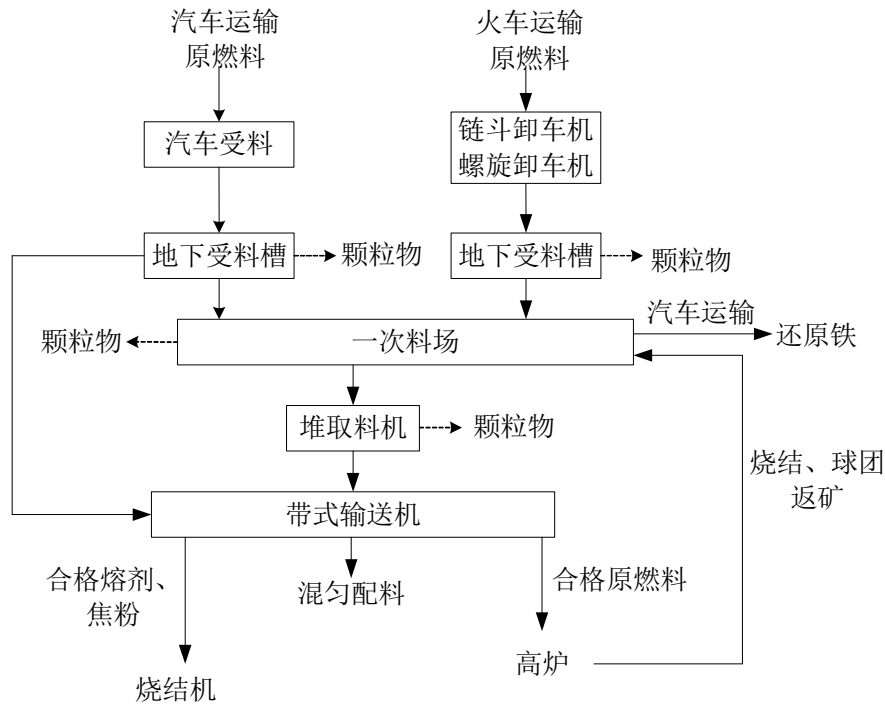 汽车运输
原燃料
火车运输
原燃料
汽车受料
链斗卸车机
螺旋卸车机
地下受料槽
颗粒物
地下受料槽
颗粒物
汽车运输
颗粒物
一次料场
还原铁
堆取料机
颗粒物
烧结、球团
返矿
带式输送机
合格熔剂、
焦粉
混匀配料
合格原燃料
高炉
烧结机